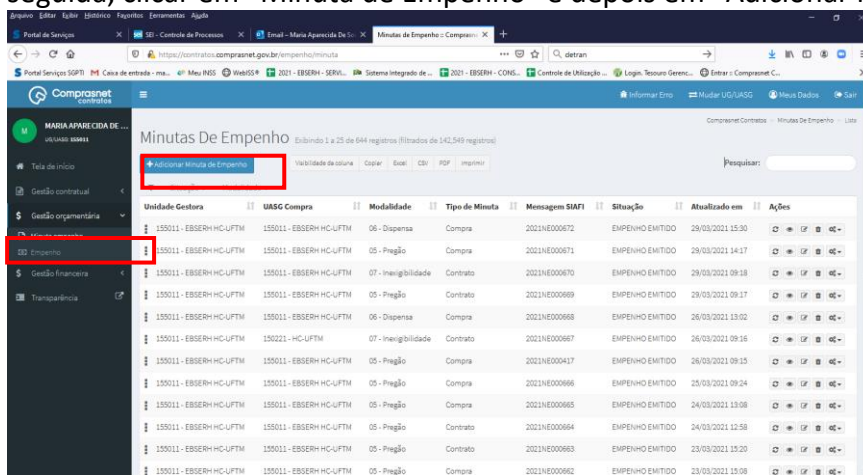 seguida, clicar em "Minuta de Empenho" e depois em "Adicionar
Arquivo Editar Exibir Histórico Favoritos Ferramentas Ajuda
Portal de Serviços SEI - Controle de Processos Email – Maria Aparecida De So Minutas de Empenho :: Comprasne
https://contratos.comprasnet.gov.br/empenho/minuta detran
Portal Serviços SGPTI Caixa de entrada - ma... Meu INSS WebISS® 2021 - EBSERH - SERVI... Sistema Integrado de ... 2021 - EBSERH - CONS... Controle de Utilização ... Login. Tesouro Gerenc... Entrar :: Comprasnet C...
Comprasnet
contratos
Informar Erro Mudar UG/UASG Meus Dados Sair
MARIA APARECIDA DE ...
UG/UASG: 155011
ComprasNet Contratos Minutas De Empenho Lista
Minutas De Empenho Exibindo 1 a 25 de 644 registros (filtrados de 142,549 registros)
Tela de início
+Adicionar Minuta de Empenho Visibilidade da coluna Copiar Excel CSV PDF Imprimir Pesquisar:
Gestão contratual
Gestão orçamentária
Minuta empenho
Empenho
Gestão financeira
Transparência
Unidade Gestora UASG Compra Modalidade Tipo de Minuta Mensagem SIAFI Situação Atualizado em Ações
155011 - EBSERH HC-UFTM 155011 - EBSERH HC-UFTM 06 - Dispensa Compra 2021NE000672 EMPENHO EMITIDO 29/03/2021 15:30
155011 - EBSERH HC-UFTM 155011 - EBSERH HC-UFTM 05 - Pregão Compra 2021NE000671 EMPENHO EMITIDO 29/03/2021 14:17
155011 - EBSERH HC-UFTM 155011 - EBSERH HC-UFTM 07 - Inexigibilidade Contrato 2021NE000670 EMPENHO EMITIDO 29/03/2021 09:18
155011 - EBSERH HC-UFTM 155011 - EBSERH HC-UFTM 05 - Pregão Contrato 2021NE000669 EMPENHO EMITIDO 29/03/2021 09:17
155011 - EBSERH HC-UFTM 155011 - EBSERH HC-UFTM 06 - Dispensa Compra 2021NE000668 EMPENHO EMITIDO 26/03/2021 13:02
155011 - EBSERH HC-UFTM 150221 - HC-UFTM 07 - Inexigibilidade Contrato 2021NE000667 EMPENHO EMITIDO 26/03/2021 09:16
155011 - EBSERH HC-UFTM 155011 - EBSERH HC-UFTM 05 - Pregão Compra 2021NE000417 EMPENHO EMITIDO 26/03/2021 09:15
155011 - EBSERH HC-UFTM 155011 - EBSERH HC-UFTM 05 - Pregão Compra 2021NE000666 EMPENHO EMITIDO 25/03/2021 09:24
155011 - EBSERH HC-UFTM 155011 - EBSERH HC-UFTM 05 - Pregão Compra 2021NE000665 EMPENHO EMITIDO 24/03/2021 13:08
155011 - EBSERH HC-UFTM 155011 - EBSERH HC-UFTM 05 - Pregão Contrato 2021NE000664 EMPENHO EMITIDO 24/03/2021 12:58
155011 - EBSERH HC-UFTM 155011 - EBSERH HC-UFTM 05 - Pregão Contrato 2021NE000663 EMPENHO EMITIDO 23/03/2021 15:20
155011 - EBSERH HC-UFTM 155011 - EBSERH HC-UFTM 05 - Pregão Compra 2021NE000662 EMPENHO EMITIDO 23/03/2021 15:08